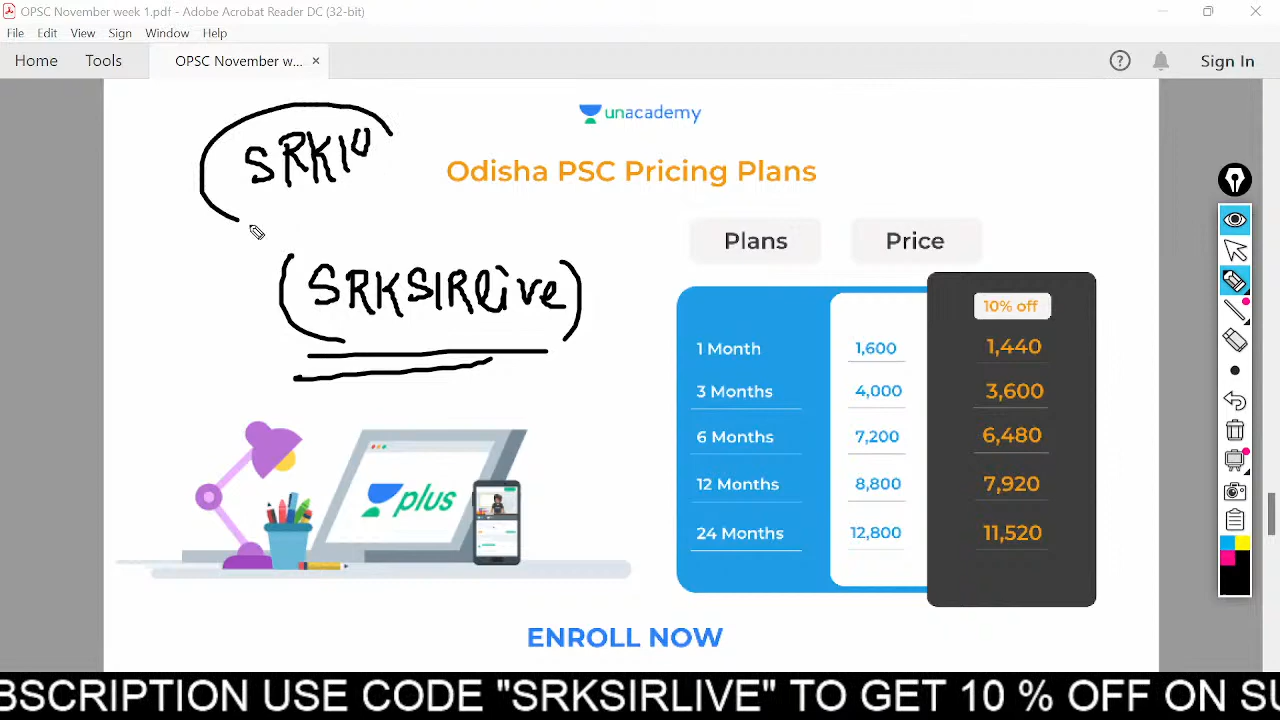 OPSC November week 1.pdf - Adobe Acrobat Reader DC (32-bit)
File Edit View Sign Window Help
Home Tools OPSC November w... × Sign In
unacademy
SRK10
Odisha PSC Pricing Plans
Plans Price
(SRKSIRlive)
10% off
1 Month 1,600 1,440
3 Months 4,000 3,600
6 Months 7,200 6,480
12 Months 8,800 7,920
24 Months 12,800 11,520
plus
ENROLL NOW
BSCRIPTION USE CODE "SRKSIRLIVE" TO GET 10 % OFF ON SU